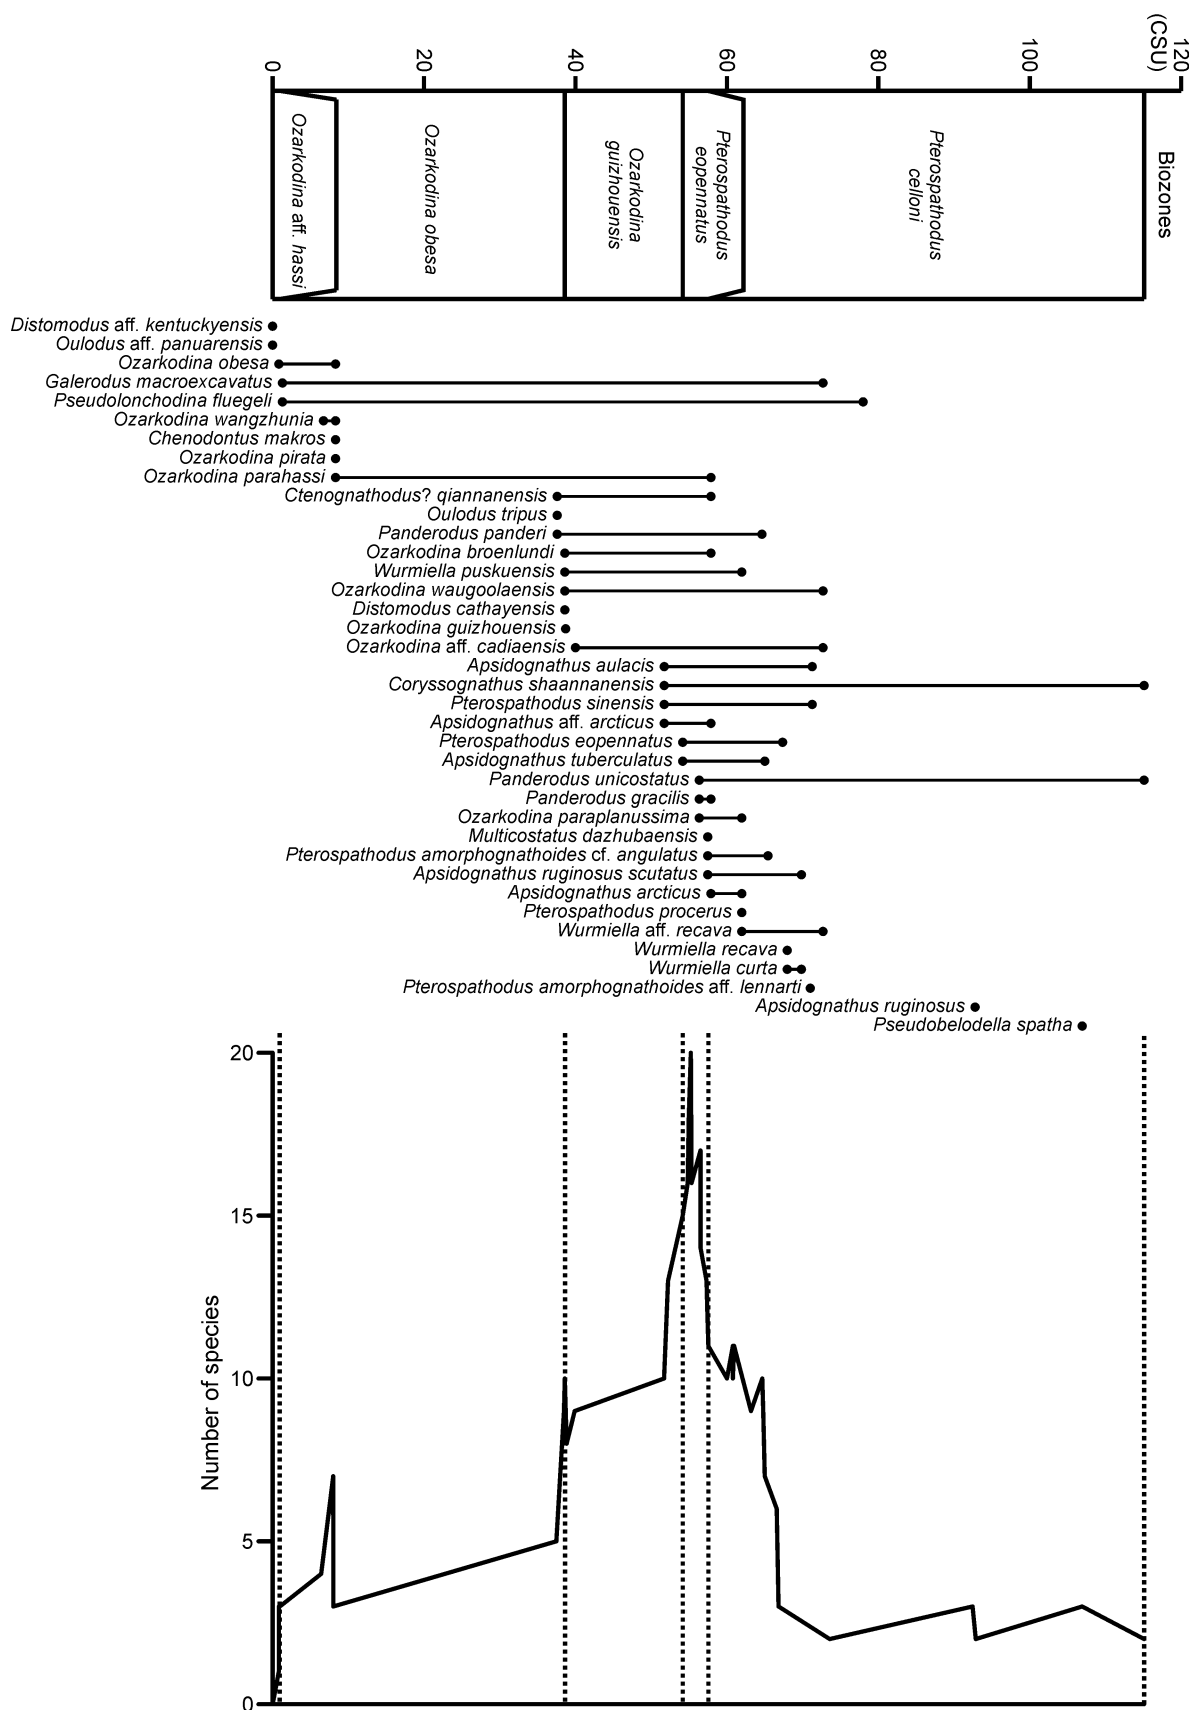 0
20
40
60
80
100
120
(CSU)
Biozones
Ozarkodina aff. hassi
Ozarkodina obesa
Ozarkodina
guizhouensis
Pterospathodus
eopennatus
Pterospathodus
celloni
Distomodus aff. kentuckyensis
Oulodus aff. panuarensis
Ozarkodina obesa
Galerodus macroexcavatus
Pseudolonchodina fluegeli
Ozarkodina wangzhunia
Chenodontus makros
Ozarkodina pirata
Ozarkodina parahassi
Ctenognathodus? qiannanensis
Oulodus tripus
Panderodus panderi
Ozarkodina broenlundi
Wurmiella puskuensis
Ozarkodina waugoolaensis
Distomodus cathayensis
Ozarkodina guizhouensis
Ozarkodina aff. cadiaensis
Apsidognathus aulacis
Coryssognathus shaannanensis
Pterospathodus sinensis
Apsidognathus aff. arcticus
Pterospathodus eopennatus
Apsidognathus tuberculatus
Panderodus unicostatus
Panderodus gracilis
Ozarkodina paraplanussima
Multicostatus dazhubaensis
Pterospathodus amorphognathoides cf. angulatus
Apsidognathus ruginosus scutatus
Apsidognathus arcticus
Pterospathodus procerus
Wurmiella aff. recava
Wurmiella recava
Wurmiella curta
Pterospathodus amorphognathoides aff. lennarti
Apsidognathus ruginosus
Pseudobelodella spatha
20
15
10
5
0
Number of species